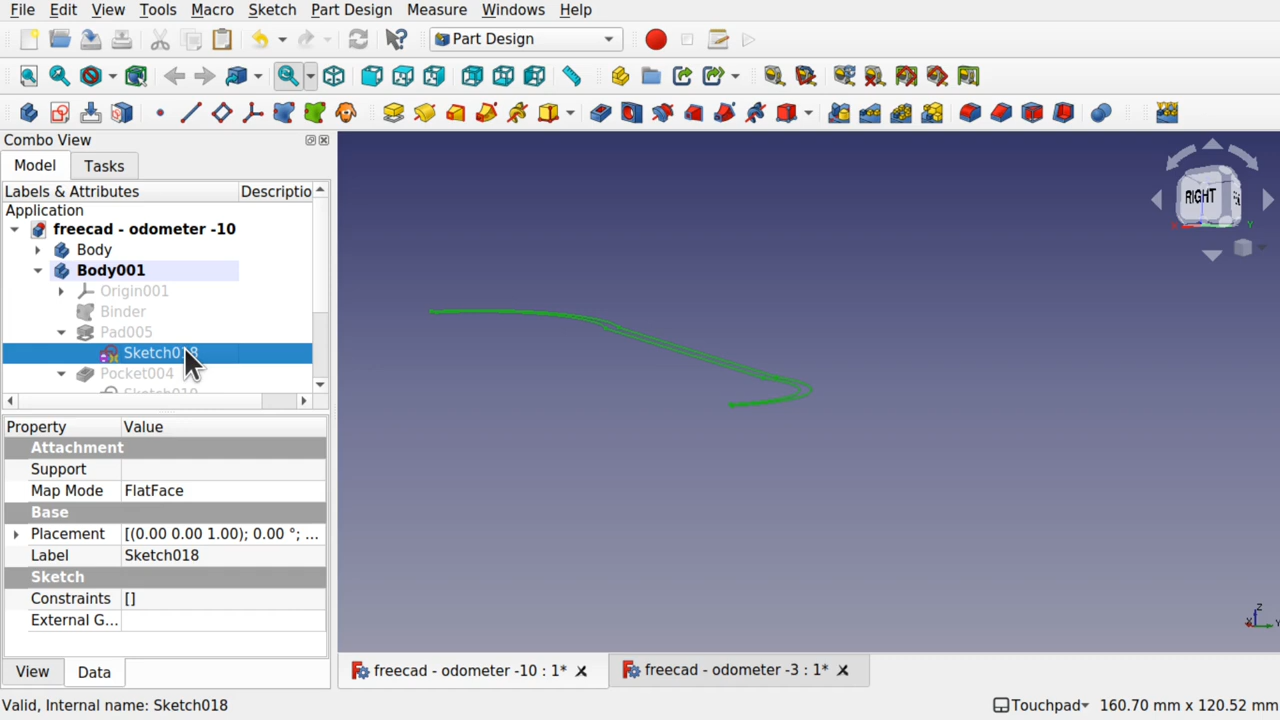 File Edit View Tools Macro Sketch Part Design Measure Windows Help
Part Design
Combo View
Model Tasks
Labels & Attributes Descriptio
Application
freecad - odometer -10
Body
Body001
Origin001
Binder
Pad005
Sketch018
Pocket004
Sketch019
Property Value
Attachment
Support
Map Mode FlatFace
Base
Placement [(0.00 0.00 1.00); 0.00 °; ...
Label Sketch018
Sketch
Constraints []
External G...
View Data
RIGHT
X Y
Z
X Y
freecad - odometer -10 : 1*
freecad - odometer -3 : 1*
Valid, Internal name: Sketch018
Touchpad 160.70 mm x 120.52 mm